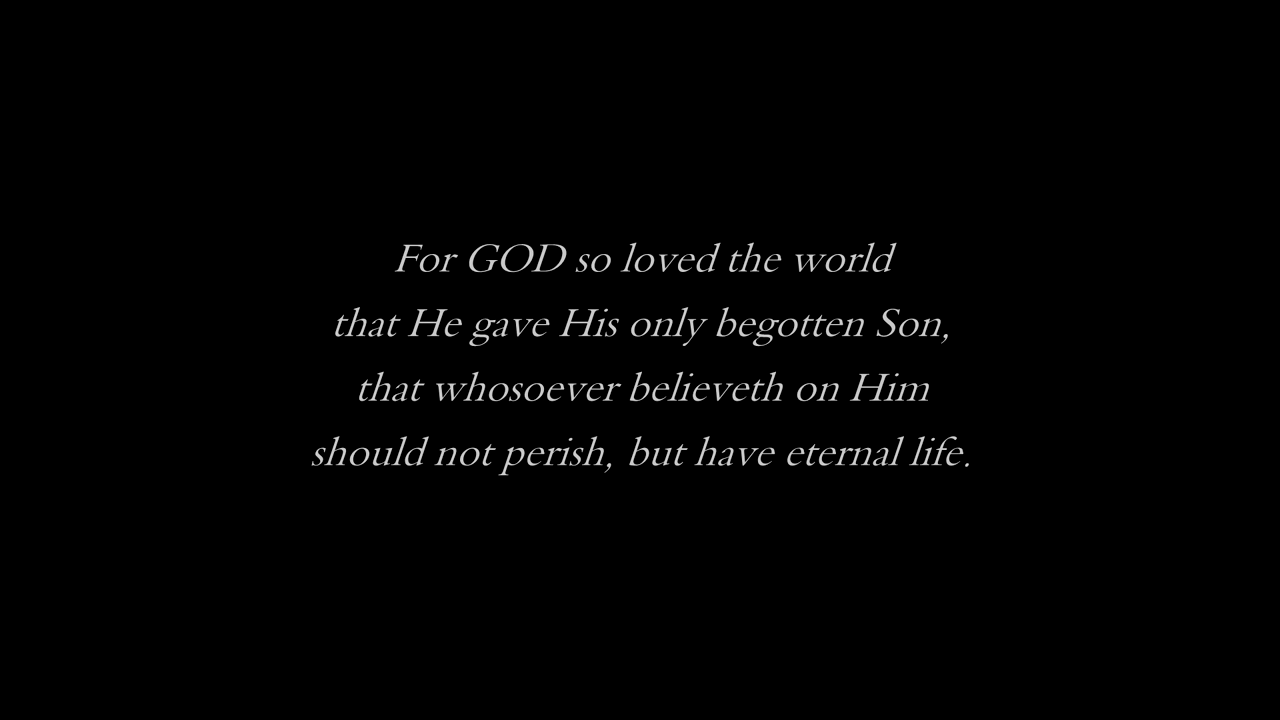 For GOD so loved the world
that He gave His only begotten Son,
that whosoever believeth on Him
should not perish, but have eternal life.